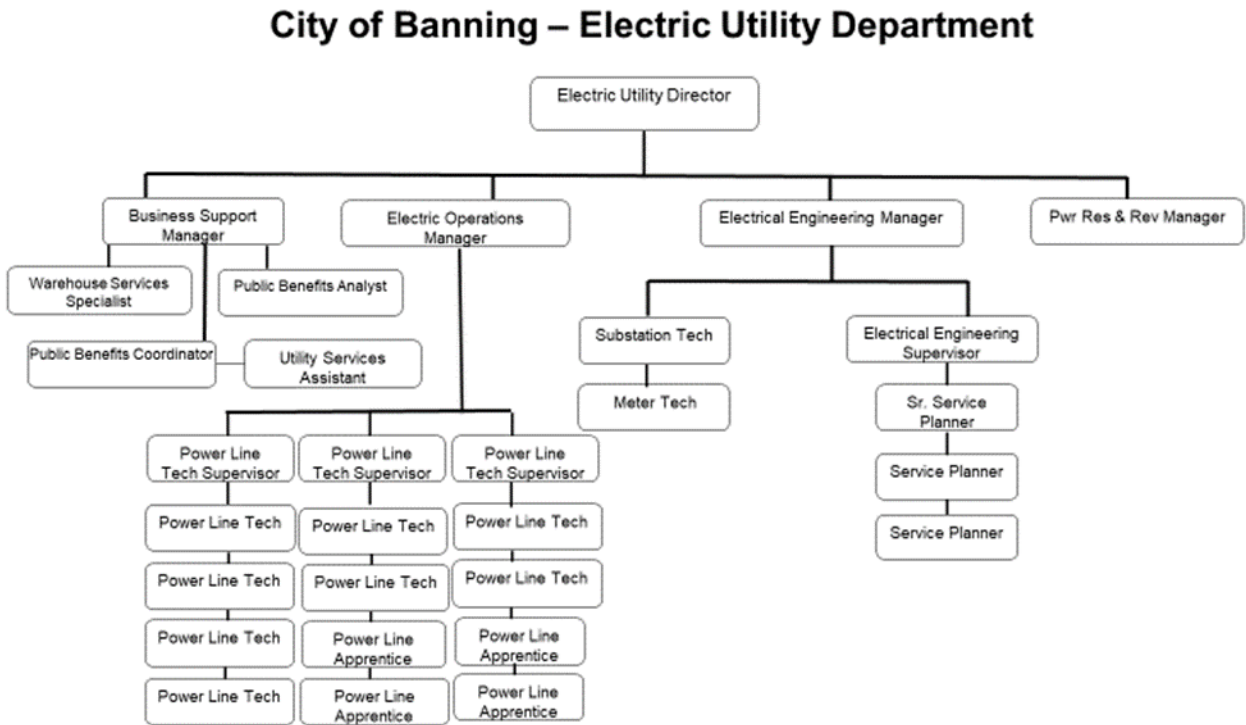 City of Banning – Electric Utility Department
Electric Utility Director
Business Support
Manager
Electric Operations
Manager
Electrical Engineering Manager
Pwr Res & Rev Manager
Warehouse Services
Specialist
Public Benefits Analyst
Public Benefits Coordinator
Utility Services
Assistant
Substation Tech
Meter Tech
Electrical Engineering
Supervisor
Sr. Service
Planner
Service Planner
Service Planner
Power Line
Tech Supervisor
Power Line Tech
Power Line Tech
Power Line Tech
Power Line Tech
Power Line
Tech Supervisor
Power Line Tech
Power Line Tech
Power Line
Apprentice
Power Line
Apprentice
Power Line
Tech Supervisor
Power Line Tech
Power Line Tech
Power Line
Apprentice
Power Line
Apprentice